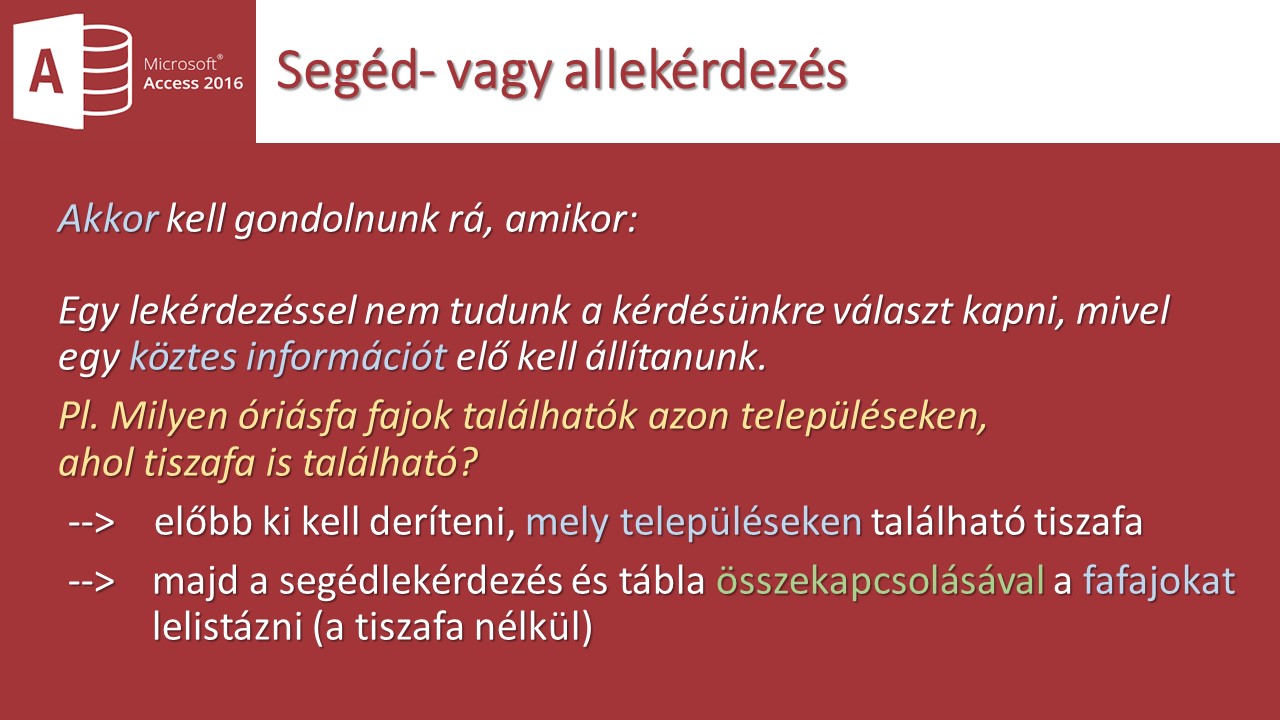 A
Microsoft®
Access 2016
Segéd- vagy allekérdezés
Akkor kell gondolnunk rá, amikor:
Egy lekérdezéssel nem tudunk a kérdésünkre választ kapni, mivel
egy köztes információt elő kell állítanunk.
Pl. Milyen óriásfa fajok találhatók azon településeken,
ahol tiszafa is található?
--> előbb ki kell deríteni, mely településeken található tiszafa
--> majd a segédlekérdezés és tábla összekapcsolásával a fafajokat
lelistázni (a tiszafa nélkül)